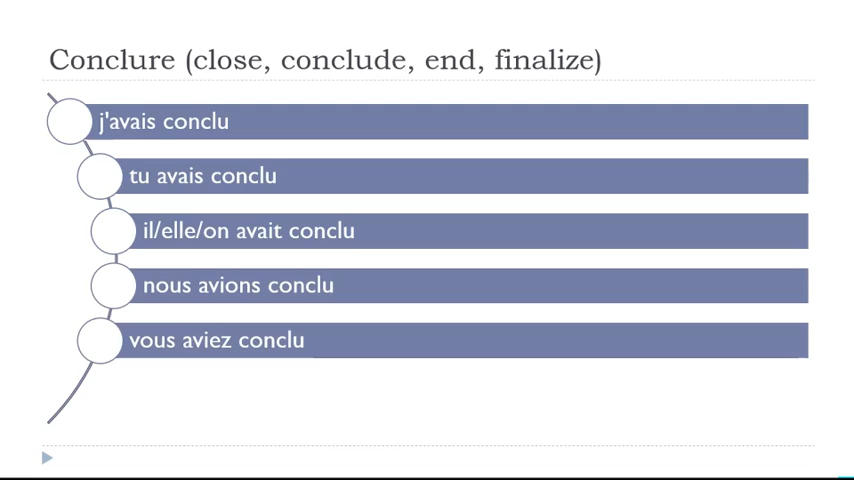 Conclure (close, conclude, end, finalize)
j'avais conclu
tu avais conclu
il/elle/on avait conclu
nous avions conclu
vous aviez conclu